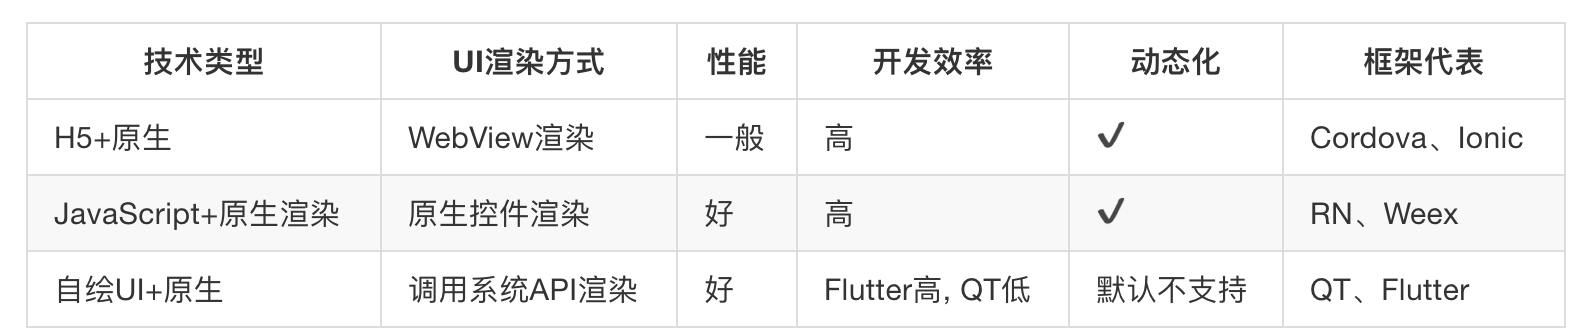 技术类型 UI渲染方式 性能 开发效率 动态化 框架代表
H5+原生 WebView渲染 一般 高 ✔ Cordova、Ionic
JavaScript+原生渲染 原生控件渲染 好 高 ✔ RN、Weex
自绘UI+原生 调用系统API渲染 好 Flutter高, QT低 默认不支持 QT、Flutter